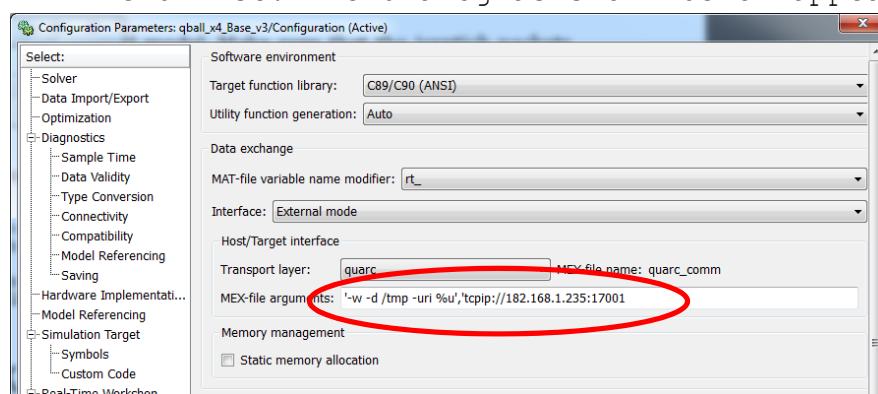 Configuration Parameters: qball_x4_Base_v3/Configuration (Active)
Select:
Solver
Data Import/Export
Optimization
Diagnostics
Sample Time
Data Validity
Type Conversion
Connectivity
Compatibility
Model Referencing
Saving
Hardware Implementati...
Model Referencing
Simulation Target
Symbols
Custom Code
Real-Time Workshop
Software environment
Target function library: C89/C90 (ANSI)
Utility function generation: Auto
Data exchange
MAT-file variable name modifier: rt_
Interface: External mode
Host/Target interface
Transport layer: quarc MEX-file name: quarc_comm
MEX-file arguments: '-w -d /tmp -uri %u','tcpip://182.168.1.235:17001
Memory management
Static memory allocation